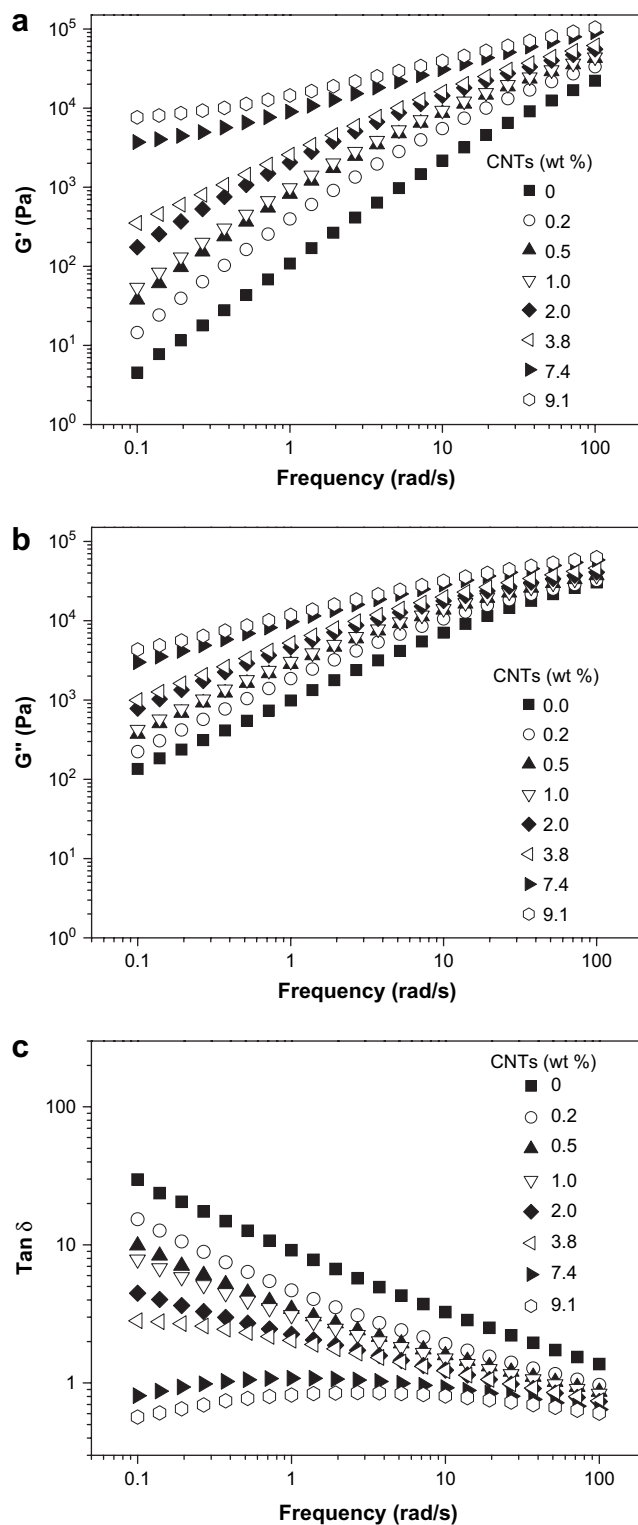 a
10^5
10^4
10^3
10^2
10^1
10^0
G' (Pa)
CNTs (wt %)
0
0.2
0.5
1.0
2.0
3.8
7.4
9.1
0.1 1 10 100
Frequency (rad/s)
b
10^5
10^4
10^3
10^2
10^1
10^0
G" (Pa)
CNTs (wt %)
0.0
0.2
0.5
1.0
2.0
3.8
7.4
9.1
0.1 1 10 100
Frequency (rad/s)
c
100
10
1
Tan δ
CNTs (wt %)
0
0.2
0.5
1.0
2.0
3.8
7.4
9.1
0.1 1 10 100
Frequency (rad/s)